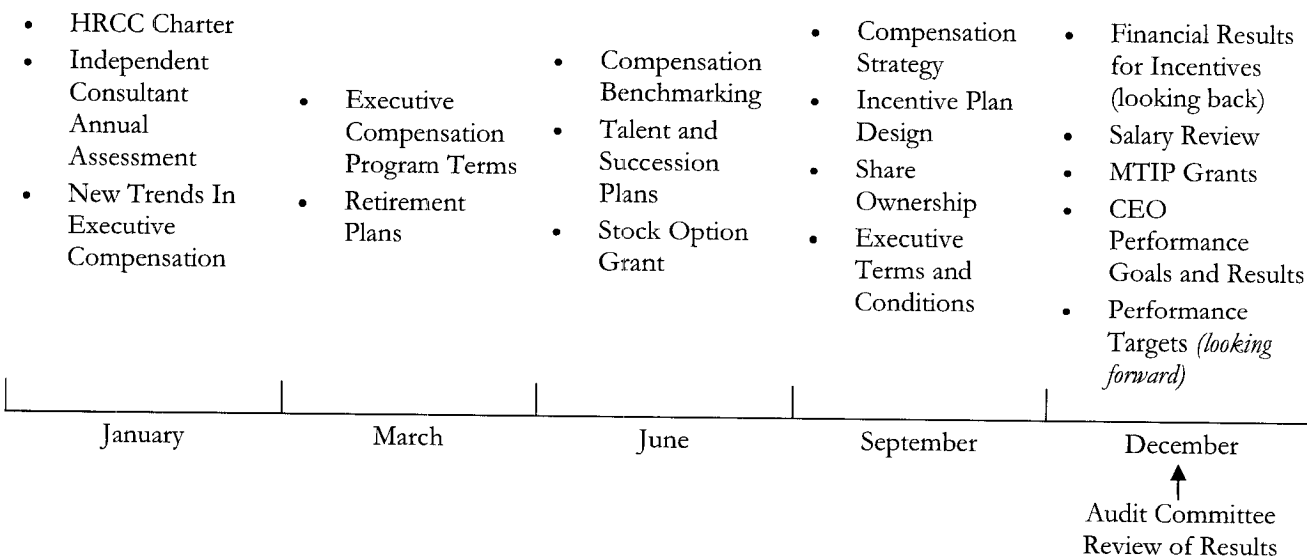 • HRCC Charter
• Independent
Consultant
Annual
Assessment
• New Trends In
Executive
Compensation
• Executive
Compensation
Program Terms
• Retirement
Plans
• Compensation
Benchmarking
• Talent and
Succession
Plans
• Stock Option
Grant
• Compensation
Strategy
• Incentive Plan
Design
• Share
Ownership
• Executive
Terms and
Conditions
• Financial Results
for Incentives
(looking back)
• Salary Review
• MTIP Grants
• CEO
Performance
Goals and Results
• Performance
Targets (looking
forward)
January
March
June
September
December
Audit Committee
Review of Results